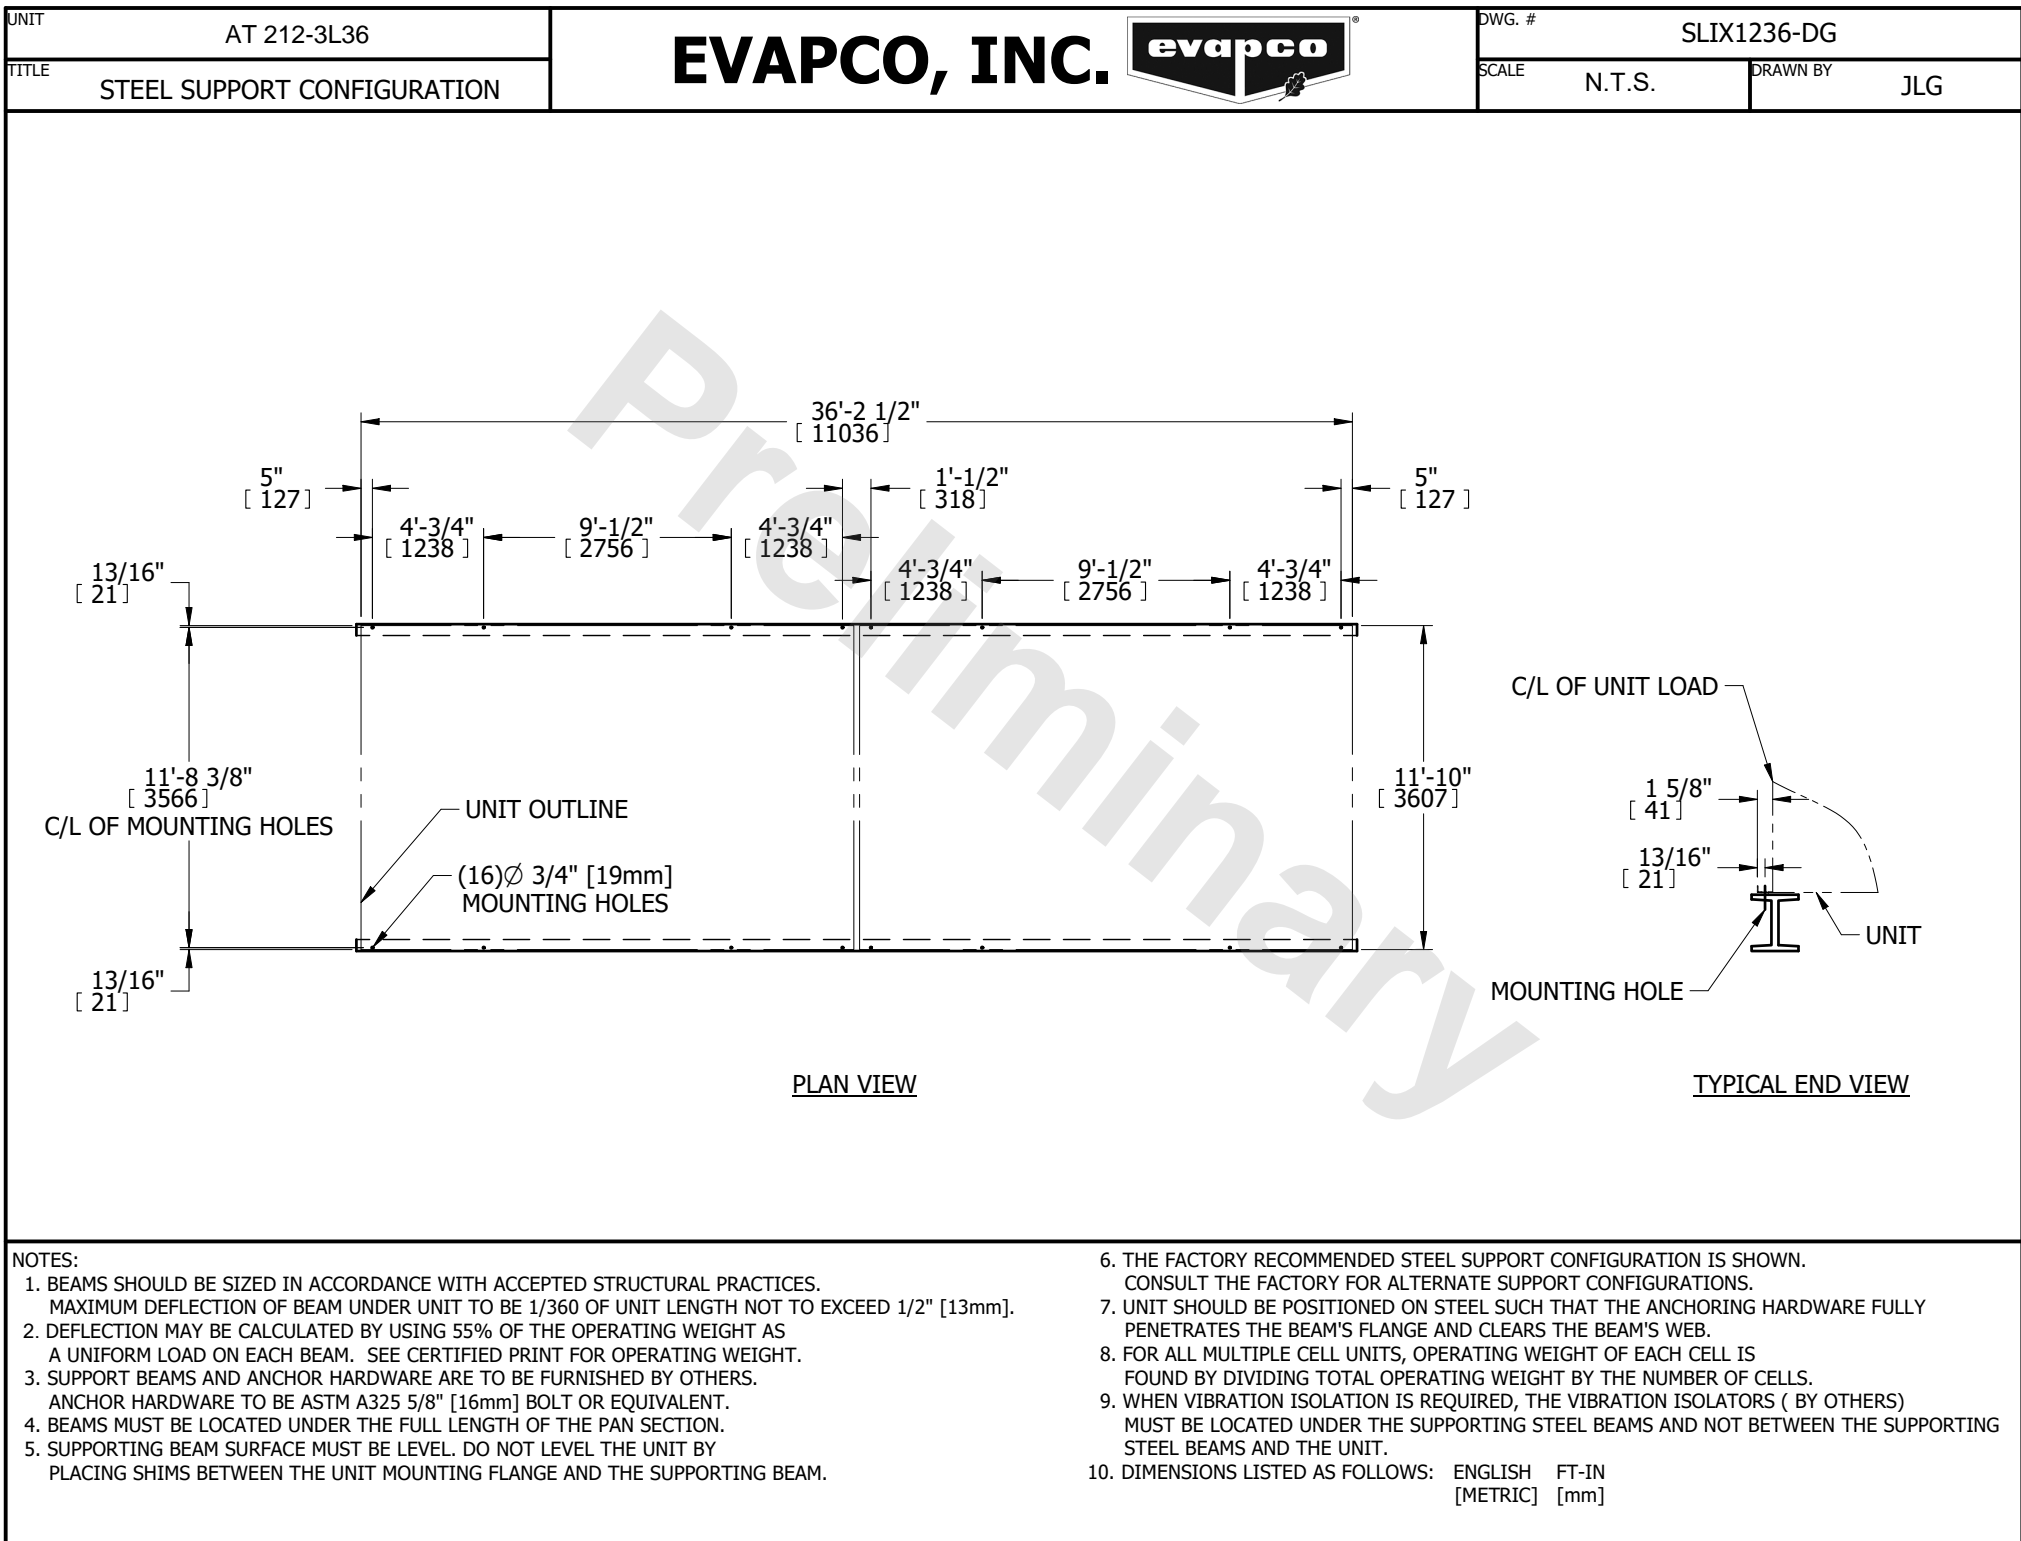 UNIT
AT 212-3L36
TITLE
STEEL SUPPORT CONFIGURATION
EVAPCO, INC.
evapco
®
DWG. #
SLIX1236-DG
SCALE
N.T.S.
DRAWN BY
JLG
Preliminary
36'-2 1/2"
[ 11036 ]
5"
[ 127 ]
1'-1/2"
[ 318 ]
5"
[ 127 ]
4'-3/4"
[ 1238 ]
9'-1/2"
[ 2756 ]
4'-3/4"
[ 1238 ]
4'-3/4"
[ 1238 ]
9'-1/2"
[ 2756 ]
4'-3/4"
[ 1238 ]
13/16"
[ 21 ]
11'-8 3/8"
[ 3566 ]
C/L OF MOUNTING HOLES
13/16"
[ 21 ]
UNIT OUTLINE
(16)∅ 3/4" [19mm]
MOUNTING HOLES
11'-10"
[ 3607 ]
PLAN VIEW
C/L OF UNIT LOAD
1 5/8"
[ 41 ]
13/16"
[ 21 ]
UNIT
MOUNTING HOLE
TYPICAL END VIEW
NOTES:
1. BEAMS SHOULD BE SIZED IN ACCORDANCE WITH ACCEPTED STRUCTURAL PRACTICES.
MAXIMUM DEFLECTION OF BEAM UNDER UNIT TO BE 1/360 OF UNIT LENGTH NOT TO EXCEED 1/2" [13mm].
2. DEFLECTION MAY BE CALCULATED BY USING 55% OF THE OPERATING WEIGHT AS
A UNIFORM LOAD ON EACH BEAM. SEE CERTIFIED PRINT FOR OPERATING WEIGHT.
3. SUPPORT BEAMS AND ANCHOR HARDWARE ARE TO BE FURNISHED BY OTHERS.
ANCHOR HARDWARE TO BE ASTM A325 5/8" [16mm] BOLT OR EQUIVALENT.
4. BEAMS MUST BE LOCATED UNDER THE FULL LENGTH OF THE PAN SECTION.
5. SUPPORTING BEAM SURFACE MUST BE LEVEL. DO NOT LEVEL THE UNIT BY
PLACING SHIMS BETWEEN THE UNIT MOUNTING FLANGE AND THE SUPPORTING BEAM.
6. THE FACTORY RECOMMENDED STEEL SUPPORT CONFIGURATION IS SHOWN.
CONSULT THE FACTORY FOR ALTERNATE SUPPORT CONFIGURATIONS.
7. UNIT SHOULD BE POSITIONED ON STEEL SUCH THAT THE ANCHORING HARDWARE FULLY
PENETRATES THE BEAM'S FLANGE AND CLEARS THE BEAM'S WEB.
8. FOR ALL MULTIPLE CELL UNITS, OPERATING WEIGHT OF EACH CELL IS
FOUND BY DIVIDING TOTAL OPERATING WEIGHT BY THE NUMBER OF CELLS.
9. WHEN VIBRATION ISOLATION IS REQUIRED, THE VIBRATION ISOLATORS ( BY OTHERS)
MUST BE LOCATED UNDER THE SUPPORTING STEEL BEAMS AND NOT BETWEEN THE SUPPORTING
STEEL BEAMS AND THE UNIT.
10. DIMENSIONS LISTED AS FOLLOWS: ENGLISH FT-IN
[METRIC] [mm]